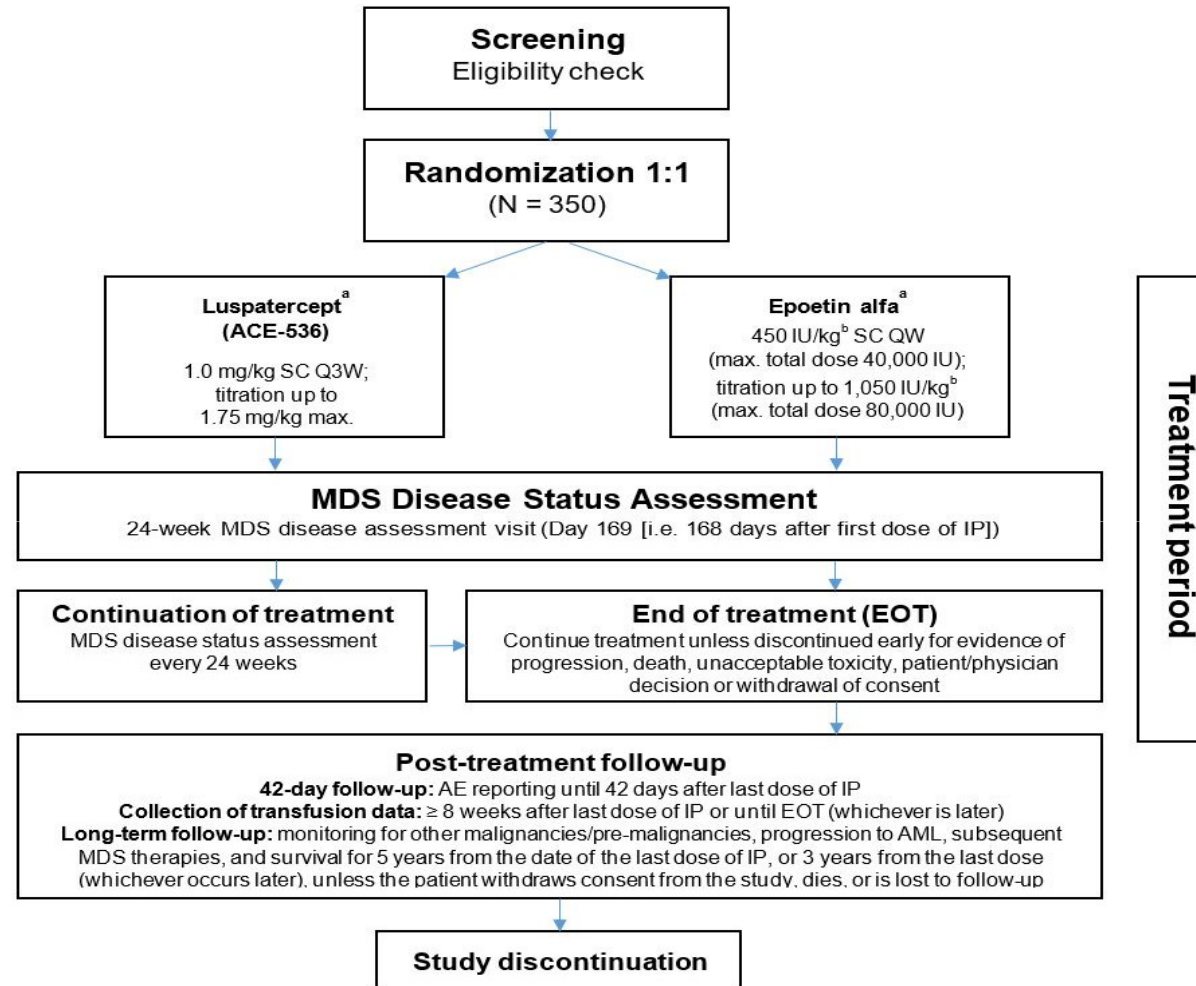 Screening
Eligibility check
Randomization 1:1
(N = 350)
Luspatercept^a
(ACE-536)
1.0 mg/kg SC Q3W;
titration up to
1.75 mg/kg max.
Epoetin alfa^a
450 IU/kg^b SC QW
(max. total dose 40,000 IU);
titration up to 1,050 IU/kg^b
(max. total dose 80,000 IU)
Treatment period
MDS Disease Status Assessment
24-week MDS disease assessment visit (Day 169 [i.e. 168 days after first dose of IP])
Continuation of treatment
MDS disease status assessment
every 24 weeks
End of treatment (EOT)
Continue treatment unless discontinued early for evidence of
progression, death, unacceptable toxicity, patient/physician
decision or withdrawal of consent
Post-treatment follow-up
42-day follow-up: AE reporting until 42 days after last dose of IP
Collection of transfusion data: ≥ 8 weeks after last dose of IP or until EOT (whichever is later)
Long-term follow-up: monitoring for other malignancies/pre-malignancies, progression to AML, subsequent
MDS therapies, and survival for 5 years from the date of the last dose of IP, or 3 years from the last dose
(whichever occurs later), unless the patient withdraws consent from the study, dies, or is lost to follow-up
Study discontinuation